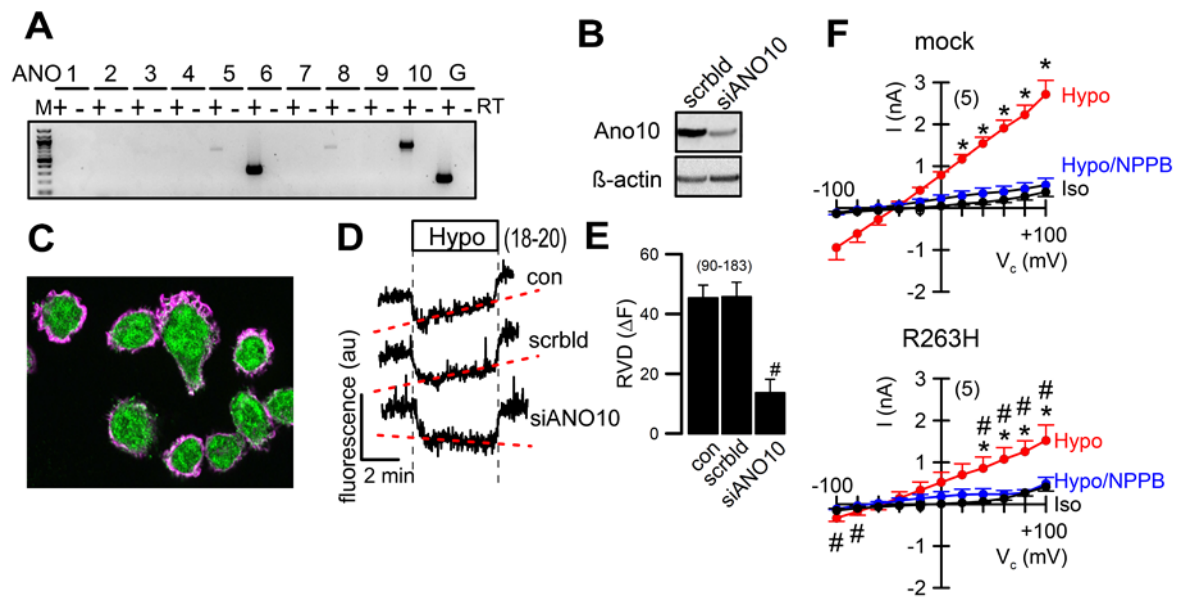 A
ANO 1 2 3 4 5 6 7 8 9 10 G
M + - + - + - + - + - + - + - + - + - + - + - RT
B
scrbld siANO10
Ano10
ß-actin
C
D
Hypo (18-20)
con
scrbld
siANO10
fluorescence (au)
2 min
E
60
40
20
0
RVD (ΔF)
(90-183)
#
con
scrbld
siANO10
F
mock
I (nA)
3
2
1
-1
-2
(5)
* * * * *
Hypo
Hypo/NPPB
Iso
-100
+100
Vc (mV)
R263H
I (nA)
3
2
1
-1
-2
(5)
# # # #
* * * *
Hypo
Hypo/NPPB
Iso
-100
# #
+100
Vc (mV)